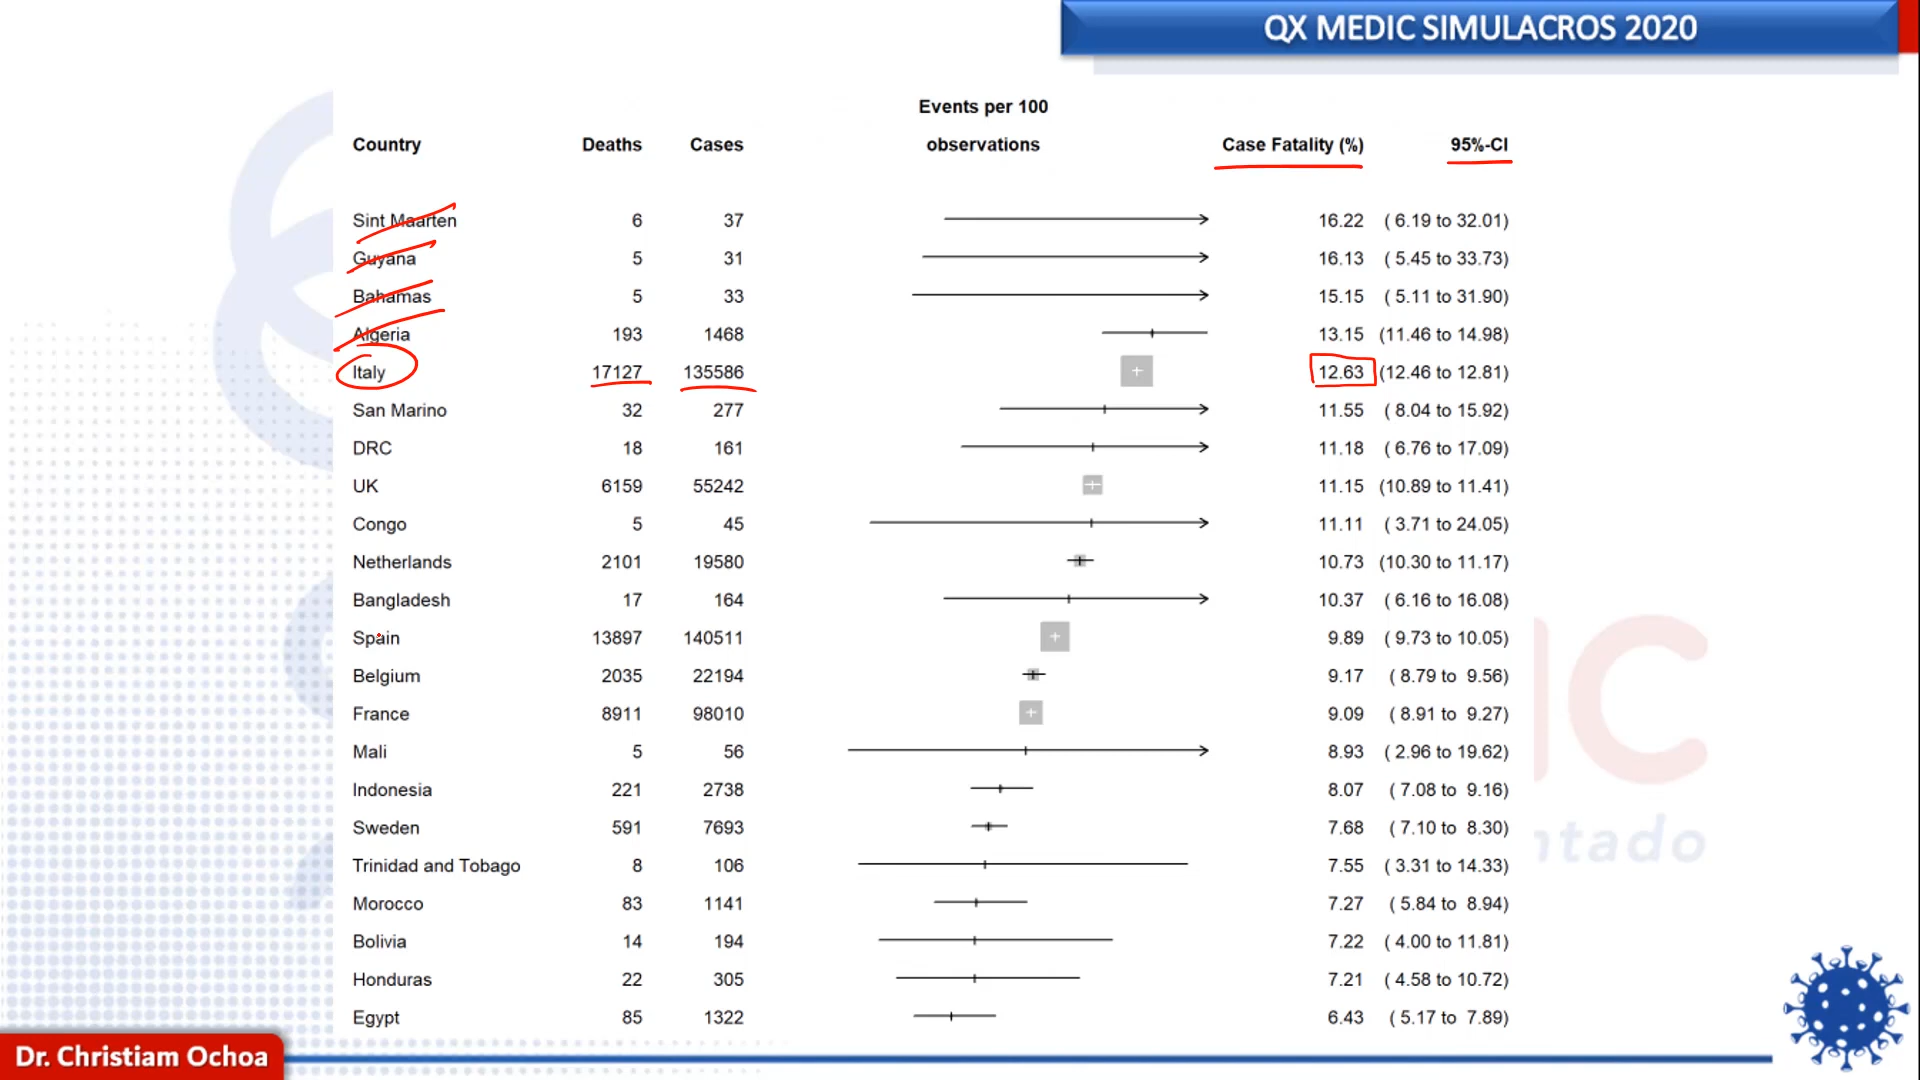 QX MEDIC SIMULACROS 2020
Events per 100
Country Deaths Cases observations Case Fatality (%) 95%-CI
Sint Maarten 6 37 16.22 ( 6.19 to 32.01)
Guyana 5 31 16.13 ( 5.45 to 33.73)
Bahamas 5 33 15.15 ( 5.11 to 31.90)
Algeria 193 1468 13.15 (11.46 to 14.98)
Italy 17127 135586 12.63 (12.46 to 12.81)
San Marino 32 277 11.55 ( 8.04 to 15.92)
DRC 18 161 11.18 ( 6.76 to 17.09)
UK 6159 55242 11.15 (10.89 to 11.41)
Congo 5 45 11.11 ( 3.71 to 24.05)
Netherlands 2101 19580 10.73 (10.30 to 11.17)
Bangladesh 17 164 10.37 ( 6.16 to 16.08)
Spain 13897 140511 9.89 ( 9.73 to 10.05)
Belgium 2035 22194 9.17 ( 8.79 to 9.56)
France 8911 98010 9.09 ( 8.91 to 9.27)
Mali 5 56 8.93 ( 2.96 to 19.62)
Indonesia 221 2738 8.07 ( 7.08 to 9.16)
Sweden 591 7693 7.68 ( 7.10 to 8.30)
Trinidad and Tobago 8 106 7.55 ( 3.31 to 14.33)
Morocco 83 1141 7.27 ( 5.84 to 8.94)
Bolivia 14 194 7.22 ( 4.00 to 11.81)
Honduras 22 305 7.21 ( 4.58 to 10.72)
Egypt 85 1322 6.43 ( 5.17 to 7.89)
Dr. Christiam Ochoa